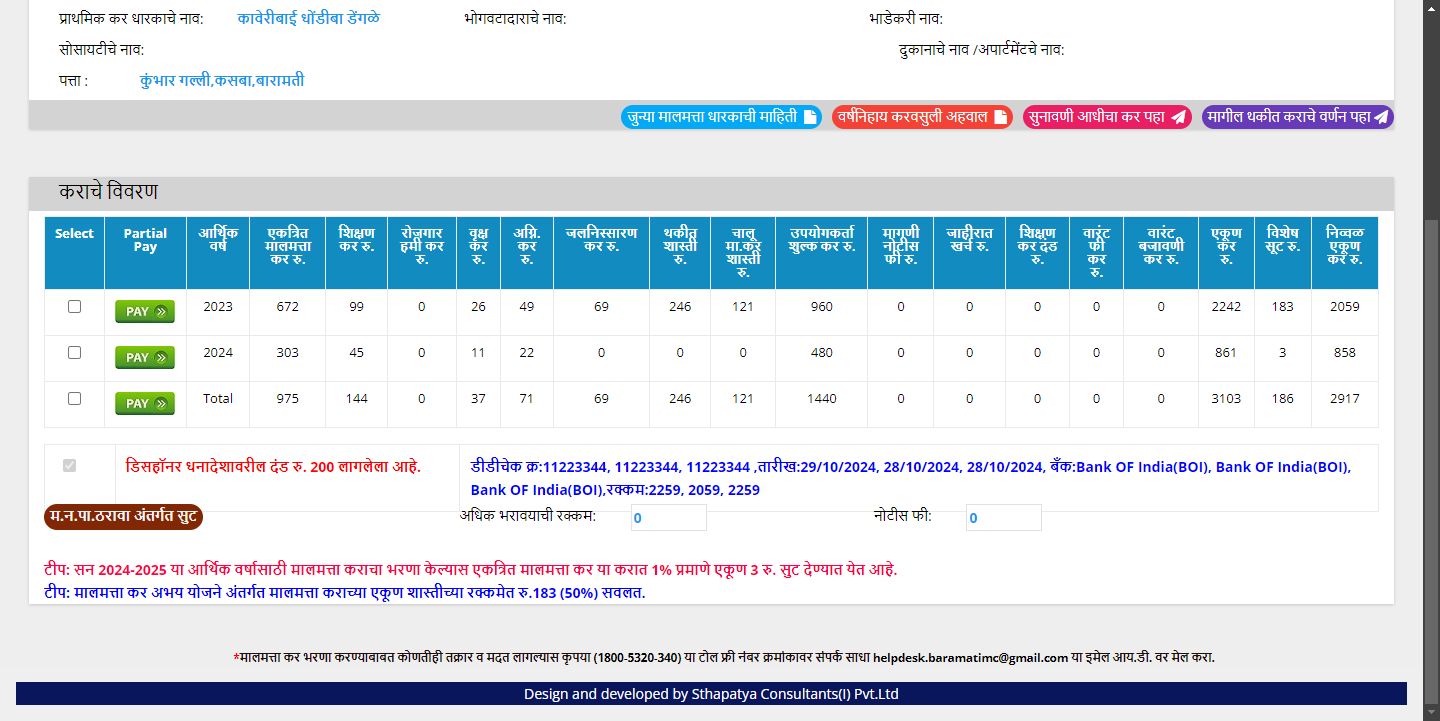 प्राथमिक कर धारकाचे नाव: कावेरीबाई धोंडीबा डेंगळे भोगवटादाराचे नाव: भाडेकरी नाव:
सोसायटीचे नाव: दुकानाचे नाव /अपार्टमेंटचे नाव:
पत्ता : कुंभार गल्ली,कसबा,बारामती
जुन्या मालमत्ता धारकाची माहिती वर्षनिहाय करवसुली अहवाल सुनावणी आधीचा कर पहा मागील थकीत कराचे वर्णन पहा
कराचे विवरण
Select Partial Pay आर्थिक वर्ष एकत्रित मालमत्ता कर रु. शिक्षण कर रु. रोजगार हमी कर रु. वृक्ष कर रु. अग्नि. कर रु. जलनिस्सारण कर रु. थकीत शास्ती रु. चालू मा.कर शास्ती रु. उपयोगकर्ता शुल्क कर रु. मागणी नोटीस फी रु. जाहीरात खर्च रु. शिक्षण कर दंड रु. वारंट फी कर रु. वारंट बजावणी कर रु. एकूण कर रु. विशेष सूट रु. निव्वळ एकूण कर रु.
PAY 2023 672 99 0 26 49 69 246 121 960 0 0 0 0 0 2242 183 2059
PAY 2024 303 45 0 11 22 0 0 0 480 0 0 0 0 0 861 3 858
PAY Total 975 144 0 37 71 69 246 121 1440 0 0 0 0 0 3103 186 2917
डिसहॉनर धनादेशावरील दंड रु. 200 लागलेला आहे. डीडीचेक क्र:11223344, 11223344, 11223344 ,तारीख:29/10/2024, 28/10/2024, 28/10/2024, बँक:Bank OF India(BOI), Bank OF India(BOI),
Bank OF India(BOI),रक्कम:2259, 2059, 2259
म.न.पा.ठरावा अंतर्गत सुट अधिक भरावयाची रक्कम: 0 नोटीस फी: 0
टीप: सन 2024-2025 या आर्थिक वर्षासाठी मालमत्ता कराचा भरणा केल्यास एकत्रित मालमत्ता कर या करात 1% प्रमाणे एकूण 3 रु. सुट देण्यात येत आहे.
टीप: मालमत्ता कर अभय योजने अंतर्गत मालमत्ता कराच्या एकूण शास्तीच्या रक्कमेत रु.183 (50%) सवलत.
*मालमत्ता कर भरणा करण्याबाबत कोणतीही तक्रार व मदत लागल्यास कृपया (1800-5320-340) या टोल फ्री नंबर क्रमांकावर संपर्क साधा helpdesk.baramatimc@gmail.com या इमेल आय.डी. वर मेल करा.
Design and developed by Sthapatya Consultants(I) Pvt.Ltd